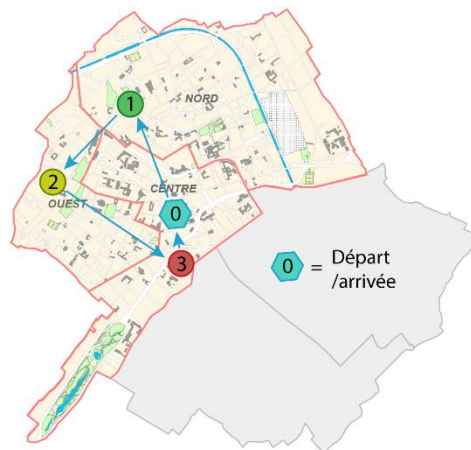 1
NORD
2
OUEST
CENTRE
0
3
0 = Départ
/arrivée